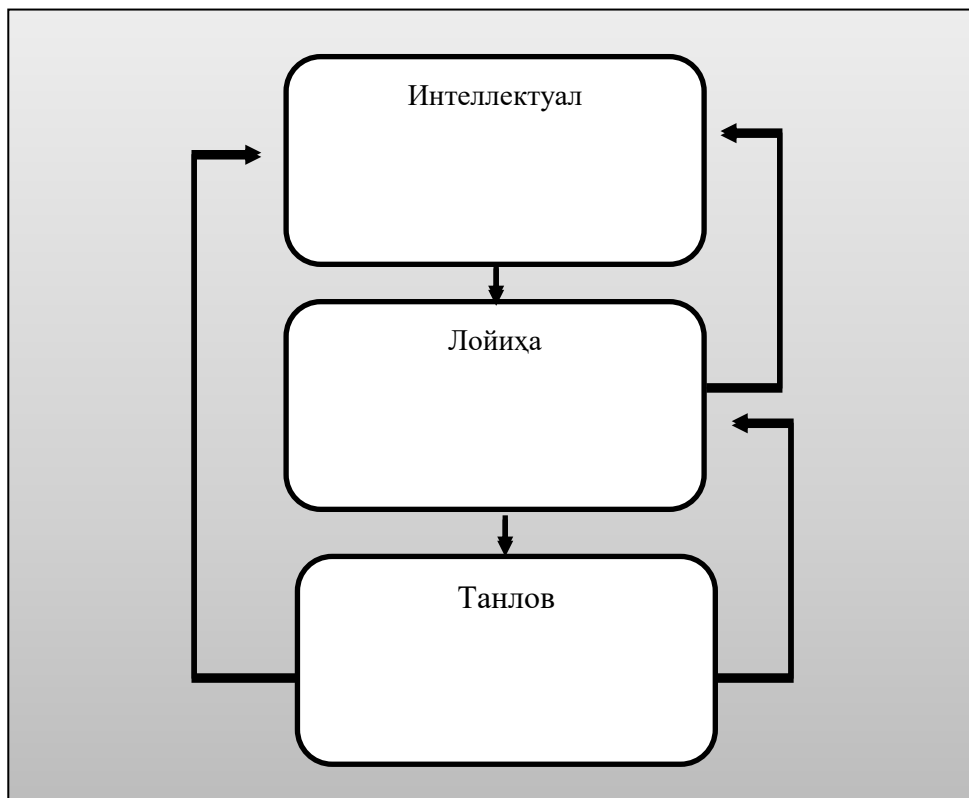 Интеллектуал
Лойиҳа
Танлов